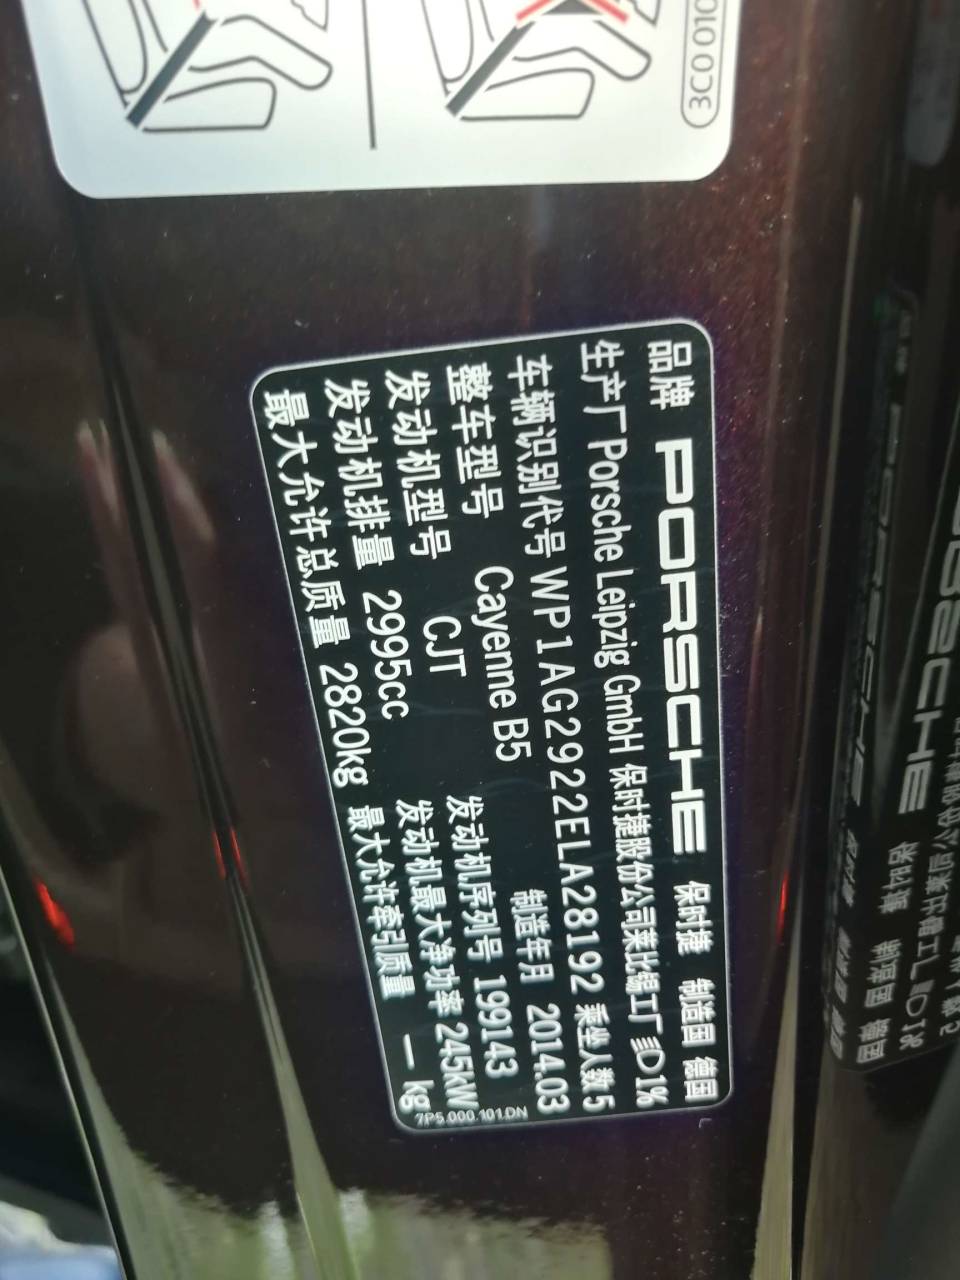 3C0 010
品牌 PORSCHE 保时捷 制造国 德国
生产厂 Porsche Leipzig GmbH 保时捷股份公司莱比锡工厂 1%
车辆识别代号 WP1AG2922ELA28192 乘坐人数 5
整车型号 Cayenne B5 制造年月 2014.03
发动机型号 CJT 发动机序列号 199143
发动机排量 2995cc 发动机最大净功率 245kW
最大允许总质量 2820kg 最大允许牵引质量 — kg
7P5.000.101.DN